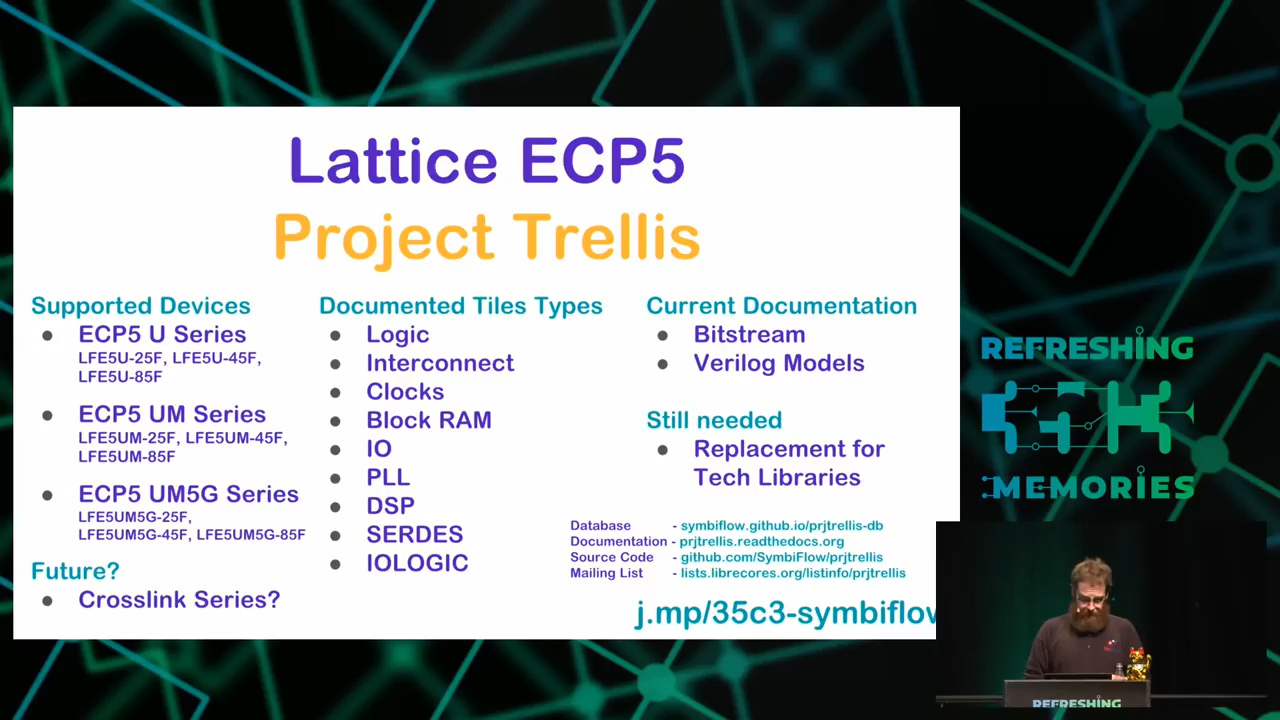 Lattice ECP5
Project Trellis
Supported Devices
ECP5 U Series
LFE5U-25F, LFE5U-45F,
LFE5U-85F
ECP5 UM Series
LFE5UM-25F, LFE5UM-45F,
LFE5UM-85F
ECP5 UM5G Series
LFE5UM5G-25F,
LFE5UM5G-45F, LFE5UM5G-85F
Future?
Crosslink Series?
Documented Tiles Types
Logic
Interconnect
Clocks
Block RAM
IO
PLL
DSP
SERDES
IOLOGIC
Current Documentation
Bitstream
Verilog Models
Still needed
Replacement for
Tech Libraries
Database - symbiflow.github.io/prjtrellis-db
Documentation - prjtrellis.readthedocs.org
Source Code - github.com/SymbiFlow/prjtrellis
Mailing List - lists.librecores.org/listinfo/prjtrellis
j.mp/35c3-symbiflow
REFRESHING
MEMORIES
REFRESHING